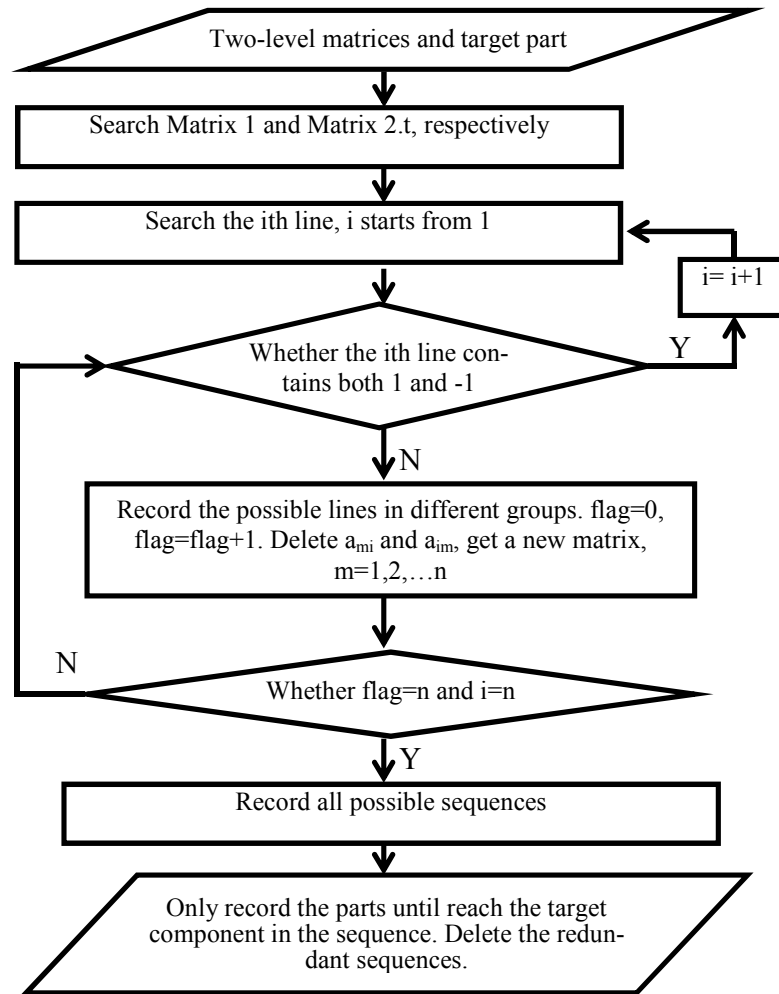 Two-level matrices and target part
Search Matrix 1 and Matrix 2.t, respectively
Search the ith line, i starts from 1
i= i+1
Whether the ith line con-
tains both 1 and -1
Y
N
Record the possible lines in different groups. flag=0,
flag=flag+1. Delete aₘᵢ and aᵢₘ, get a new matrix,
m=1,2,…n
N
Whether flag=n and i=n
Y
Record all possible sequences
Only record the parts until reach the target
component in the sequence. Delete the redun-
dant sequences.